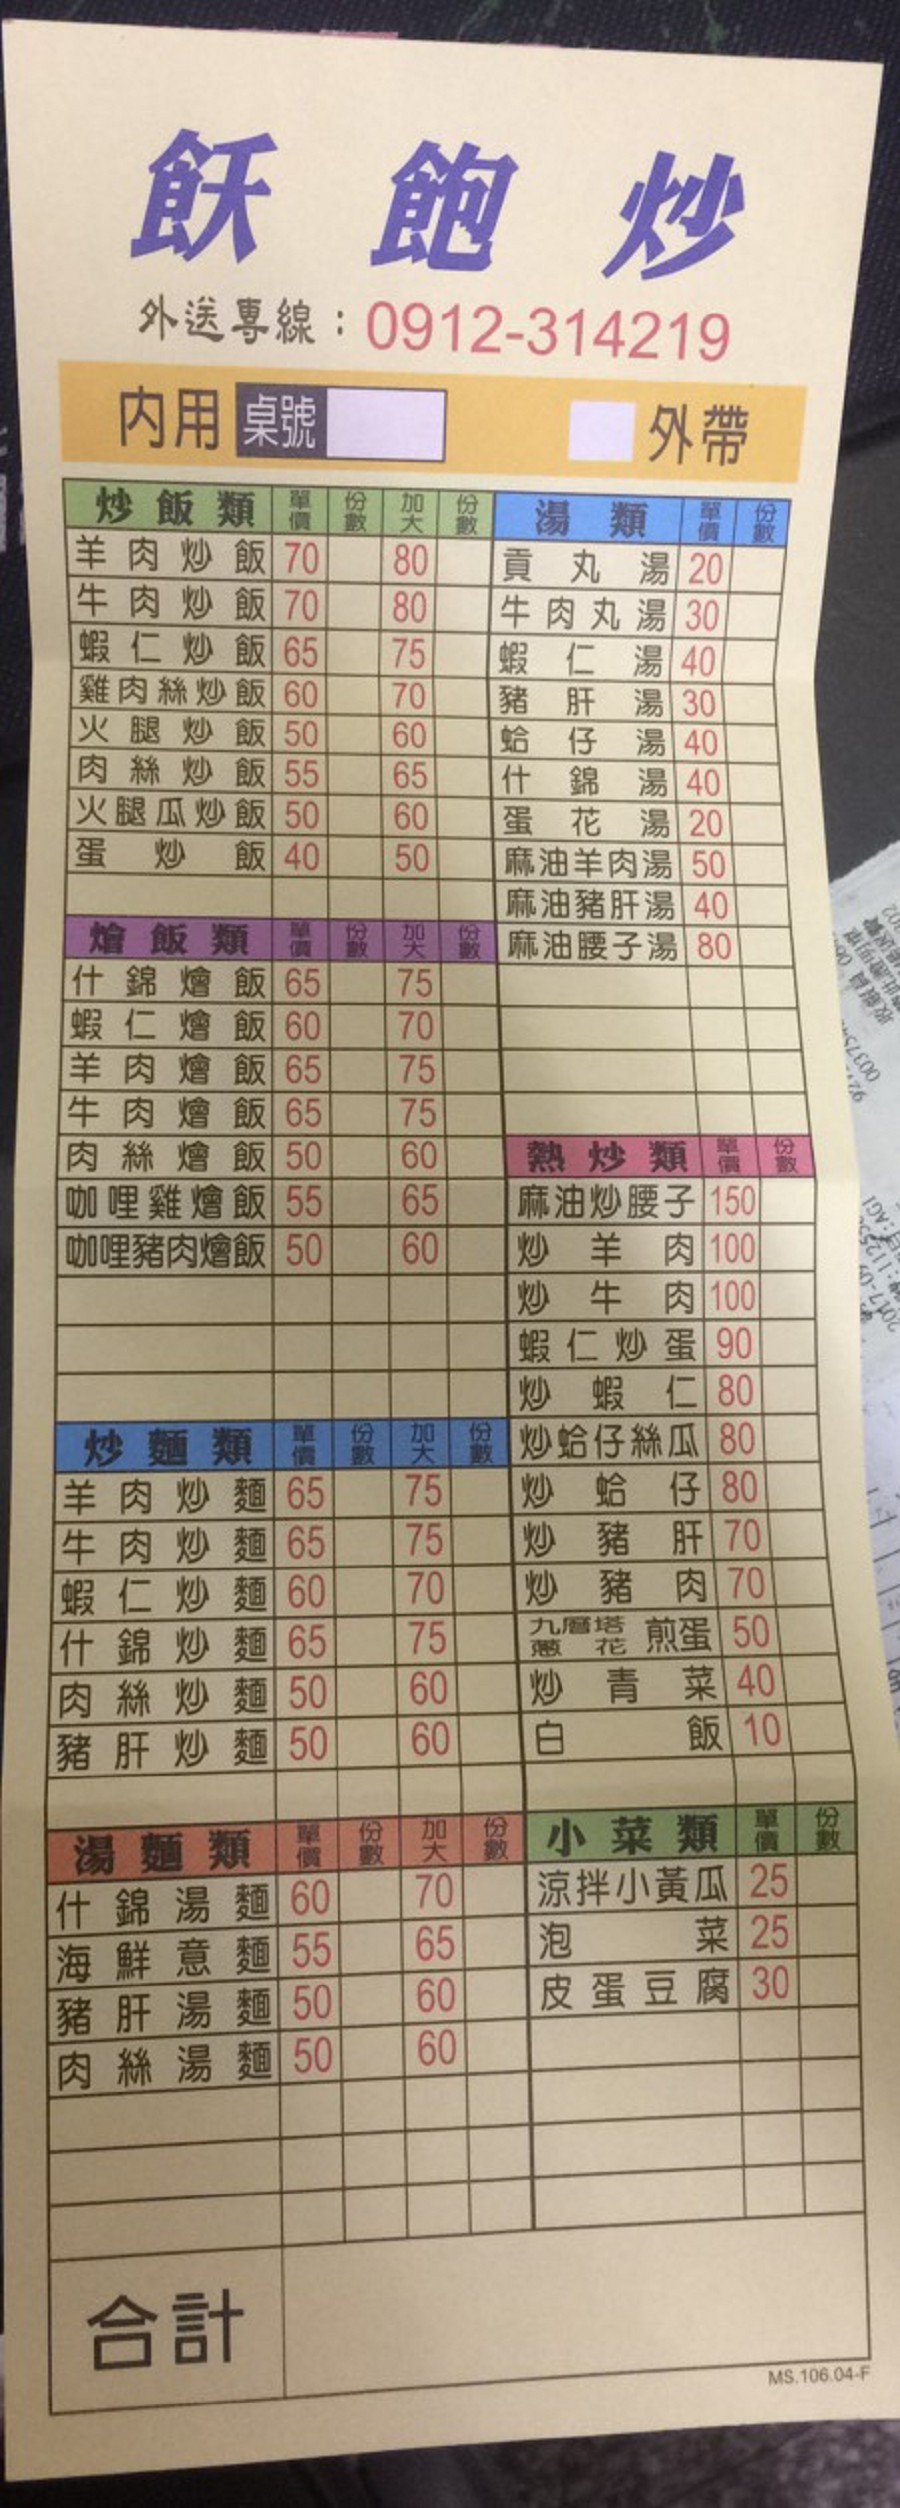 飫飽炒
外送專線：0912-314219
內用 桌號 外帶
炒飯類 單價 份數 加大 份數
羊肉炒飯 70 80
牛肉炒飯 70 80
蝦仁炒飯 65 75
雞肉絲炒飯 60 70
火腿炒飯 50 60
肉絲炒飯 55 65
火腿瓜炒飯 50 60
蛋炒飯 40 50
燴飯類 單價 份數 加大 份數
什錦燴飯 65 75
蝦仁燴飯 60 70
羊肉燴飯 65 75
牛肉燴飯 65 75
肉絲燴飯 50 60
咖哩雞燴飯 55 65
咖哩豬肉燴飯 50 60
炒麵類 單價 份數 加大 份數
羊肉炒麵 65 75
牛肉炒麵 65 75
蝦仁炒麵 60 70
什錦炒麵 65 75
肉絲炒麵 50 60
豬肝炒麵 50 60
湯麵類 單價 份數 加大 份數
什錦湯麵 60 70
海鮮意麵 55 65
豬肝湯麵 50 60
肉絲湯麵 50 60
湯類 單價 份數
貢丸湯 20
牛肉丸湯 30
蝦仁湯 40
豬肝湯 30
蛤仔湯 40
什錦湯 40
蛋花湯 20
麻油羊肉湯 50
麻油豬肝湯 40
麻油腰子湯 80
熱炒類 單價 份數
麻油炒腰子 150
炒羊肉 100
炒牛肉 100
蝦仁炒蛋 90
炒蝦仁 80
炒蛤仔絲瓜 80
炒蛤仔 80
炒豬肝 70
炒豬肉 70
九層塔 蔥花 煎蛋 50
炒青菜 40
白飯 10
小菜類 單價 份數
涼拌小黃瓜 25
泡菜 25
皮蛋豆腐 30
合計
MS.106.04-F